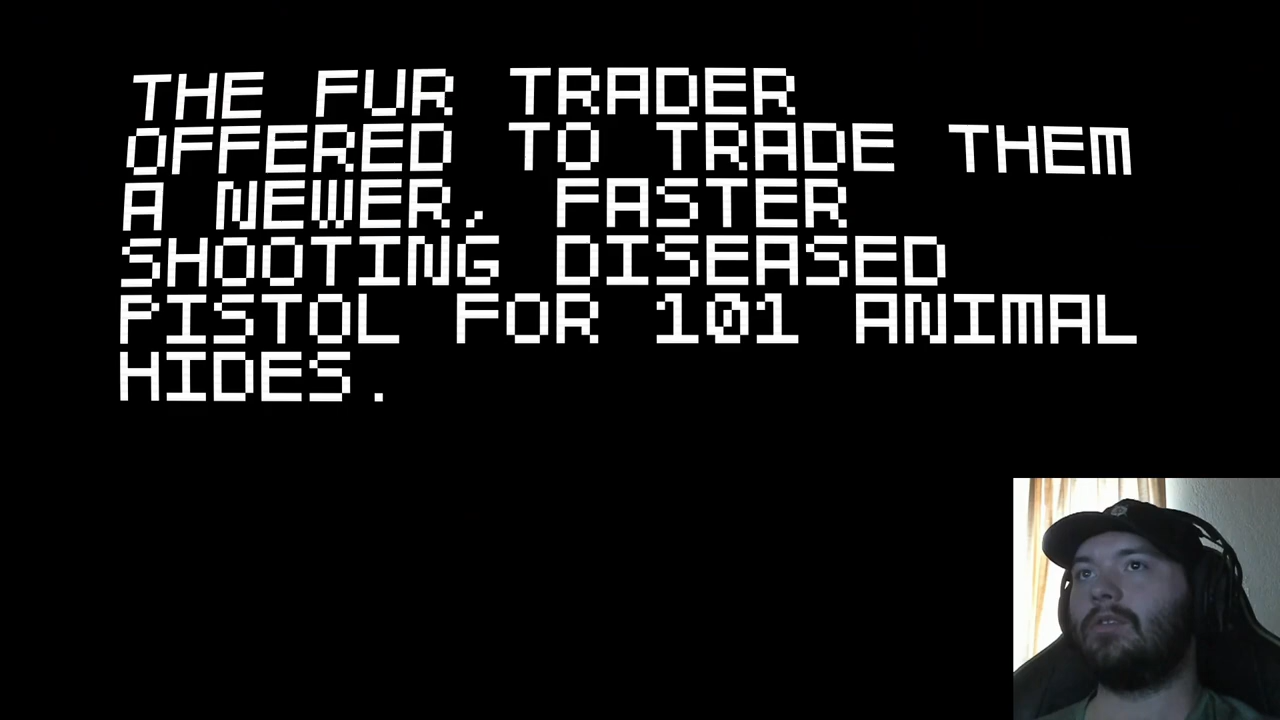 THE FUR TRADER
OFFERED TO TRADE THEM
A NEWER, FASTER
SHOOTING DISEASED
PISTOL FOR 101 ANIMAL
HIDES.